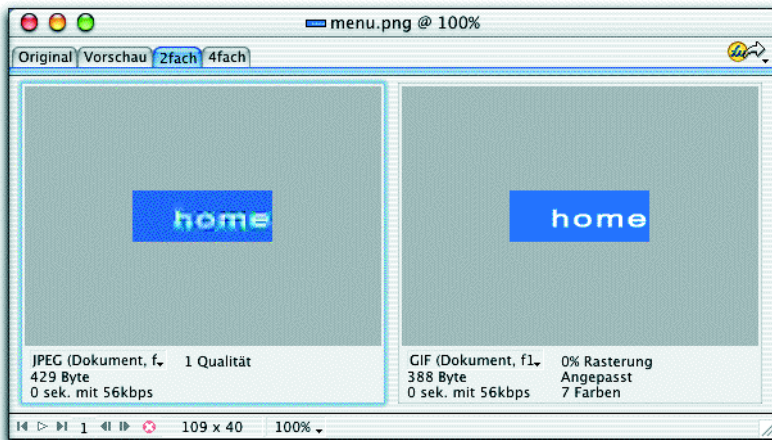 menu.png @ 100%
Original Vorschau 2fach 4fach
home
JPEG (Dokument, f 1 Qualität
429 Byte
0 sek. mit 56kbps
home
GIF (Dokument, f1 0% Rasterung
388 Byte Angepasst
0 sek. mit 56kbps 7 Farben
1 109 x 40 100%